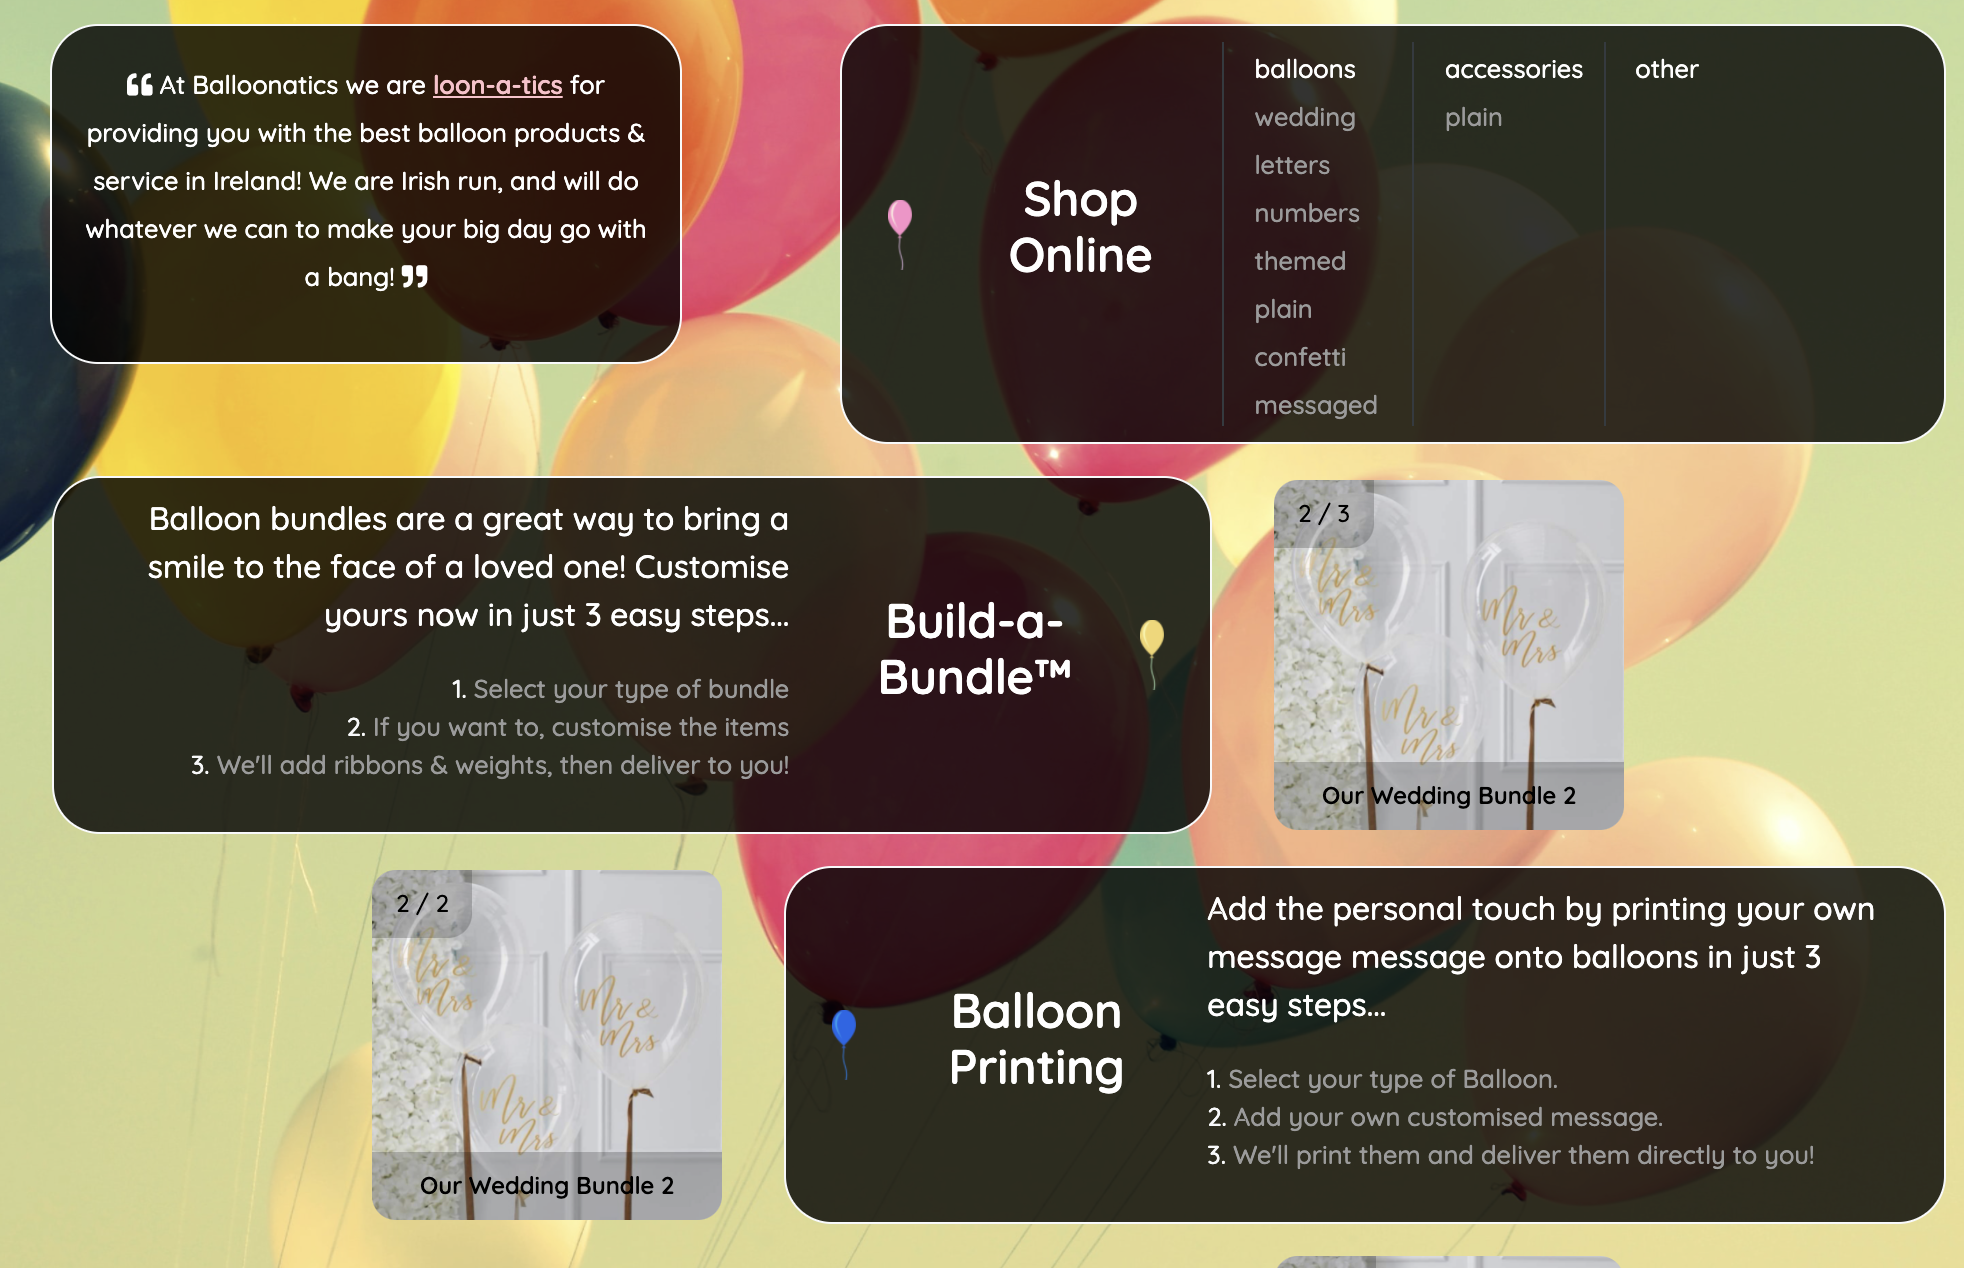 ❝ At Balloonatics we are loon-a-tics for
providing you with the best balloon products &
service in Ireland! We are Irish run, and will do
whatever we can to make your big day go with
a bang! ❞
Shop
Online
balloons
wedding
letters
numbers
themed
plain
confetti
messaged
accessories
plain
other
Balloon bundles are a great way to bring a
smile to the face of a loved one! Customise
yours now in just 3 easy steps...
1. Select your type of bundle
2. If you want to, customise the items
3. We'll add ribbons & weights, then deliver to you!
Build-a-
Bundle™
2 / 3
Mr &
Mrs
Mr &
Mrs
Mr &
Mrs
Our Wedding Bundle 2
2 / 2
Mr &
Mrs
Mr &
Mrs
Mr &
Mrs
Our Wedding Bundle 2
Balloon
Printing
Add the personal touch by printing your own
message message onto balloons in just 3
easy steps...
1. Select your type of Balloon.
2. Add your own customised message.
3. We'll print them and deliver them directly to you!